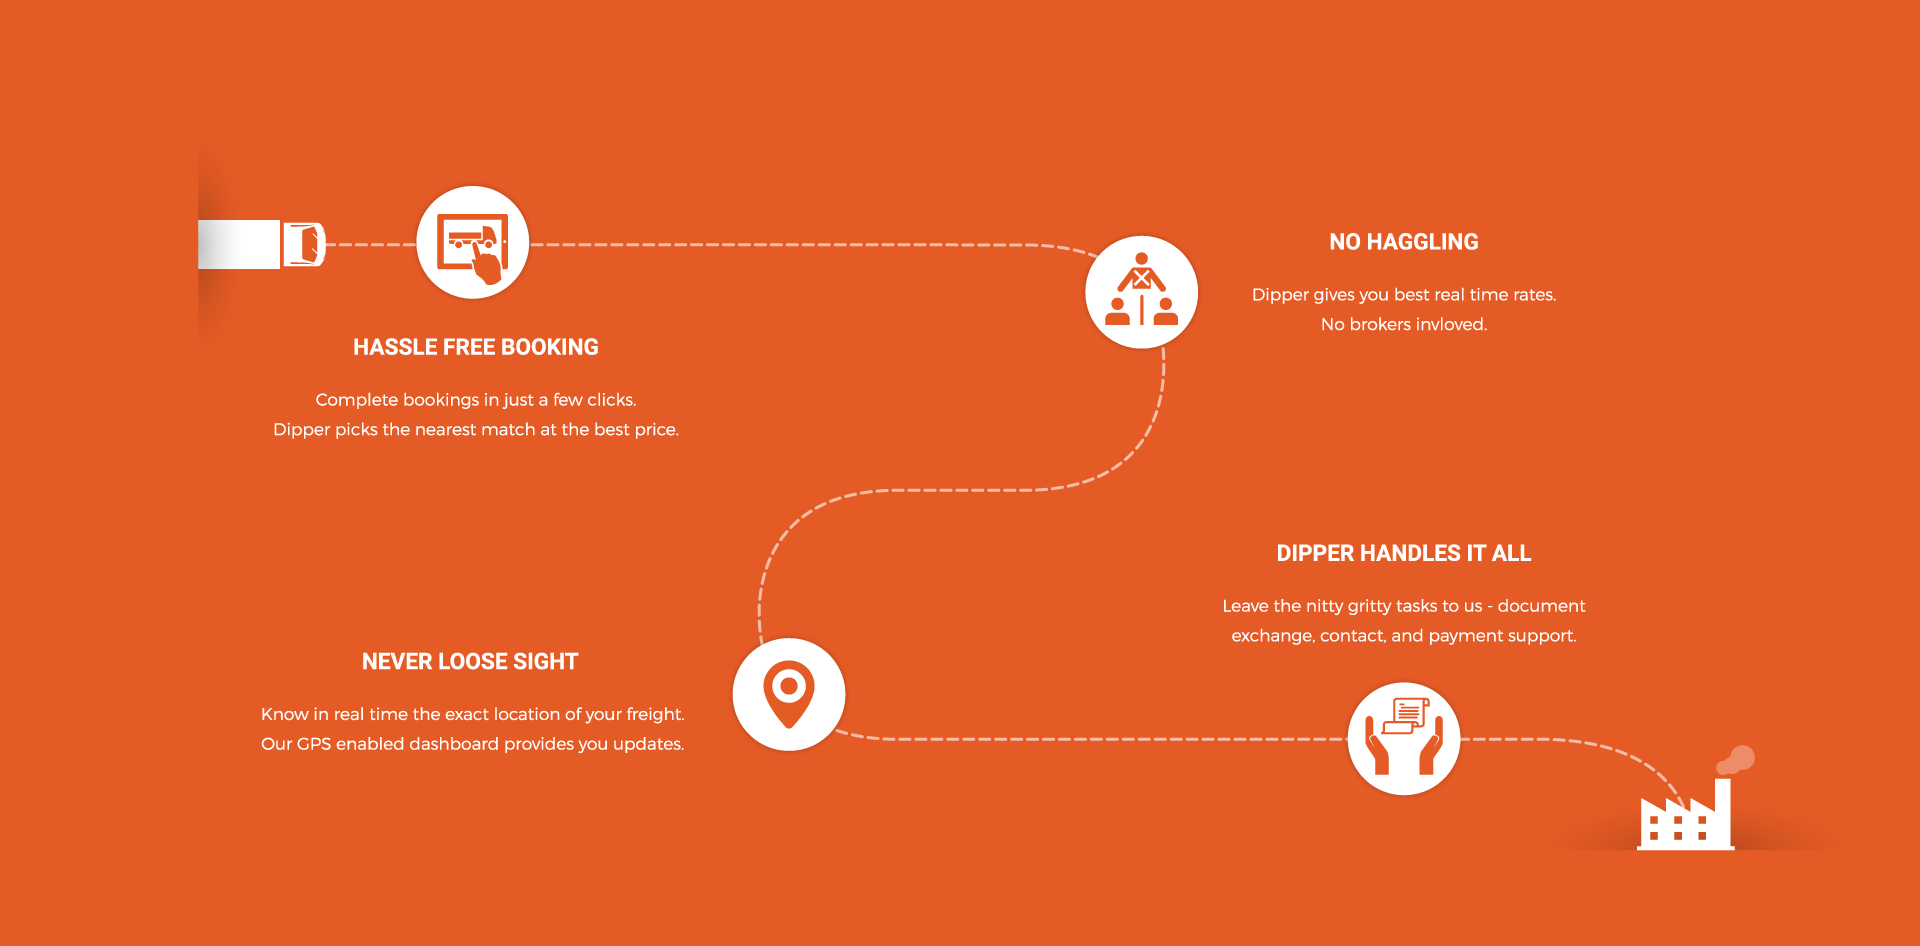 HASSLE FREE BOOKING
Complete bookings in just a few clicks.
Dipper picks the nearest match at the best price.
NO HAGGLING
Dipper gives you best real time rates.
No brokers invloved.
NEVER LOOSE SIGHT
Know in real time the exact location of your freight.
Our GPS enabled dashboard provides you updates.
DIPPER HANDLES IT ALL
Leave the nitty gritty tasks to us - document
exchange, contact, and payment support.